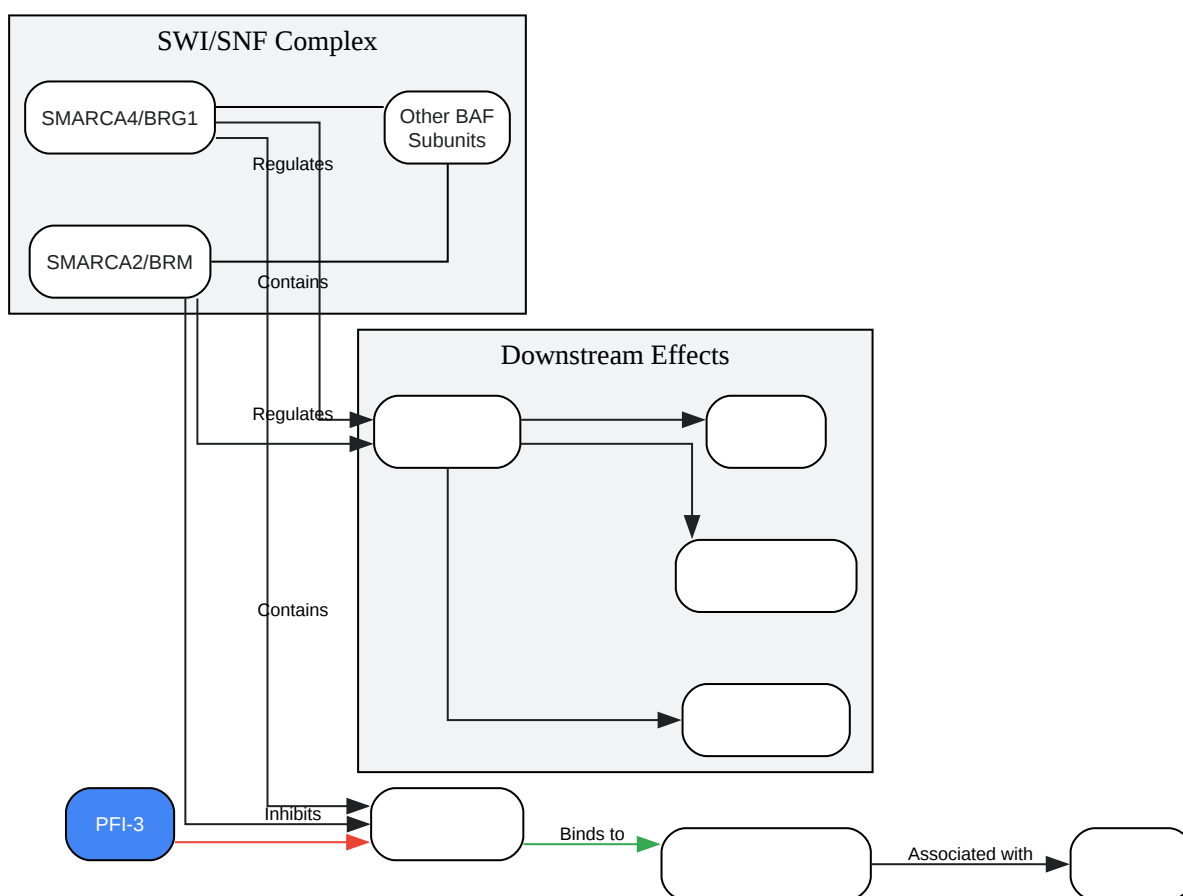 SWI/SNF Complex
SMARCA4/BRG1
Other BAF
Subunits
Regulates
SMARCA2/BRM
Contains
Downstream Effects
Regulates
Contains
Inhibits
PFI-3
Binds to
Associated with